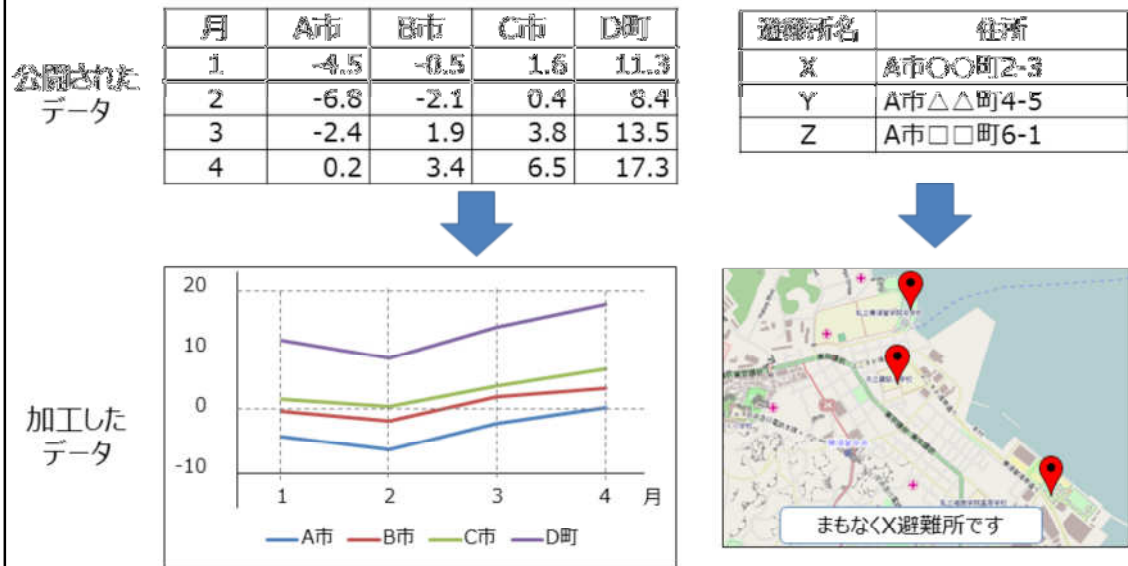 月 A市 B市 C市 D町
1 -4.5 -0.5 1.6 11.3
2 -6.8 -2.1 0.4 8.4
3 -2.4 1.9 3.8 13.5
4 0.2 3.4 6.5 17.3
避難所名 住所
X A市〇〇町2-3
Y A市△△町4-5
Z A市□□町6-1
公開された
データ
加工した
データ
20
10
0
-10
1 2 3 4 月
A市 B市 C市 D町
まもなくX避難所です